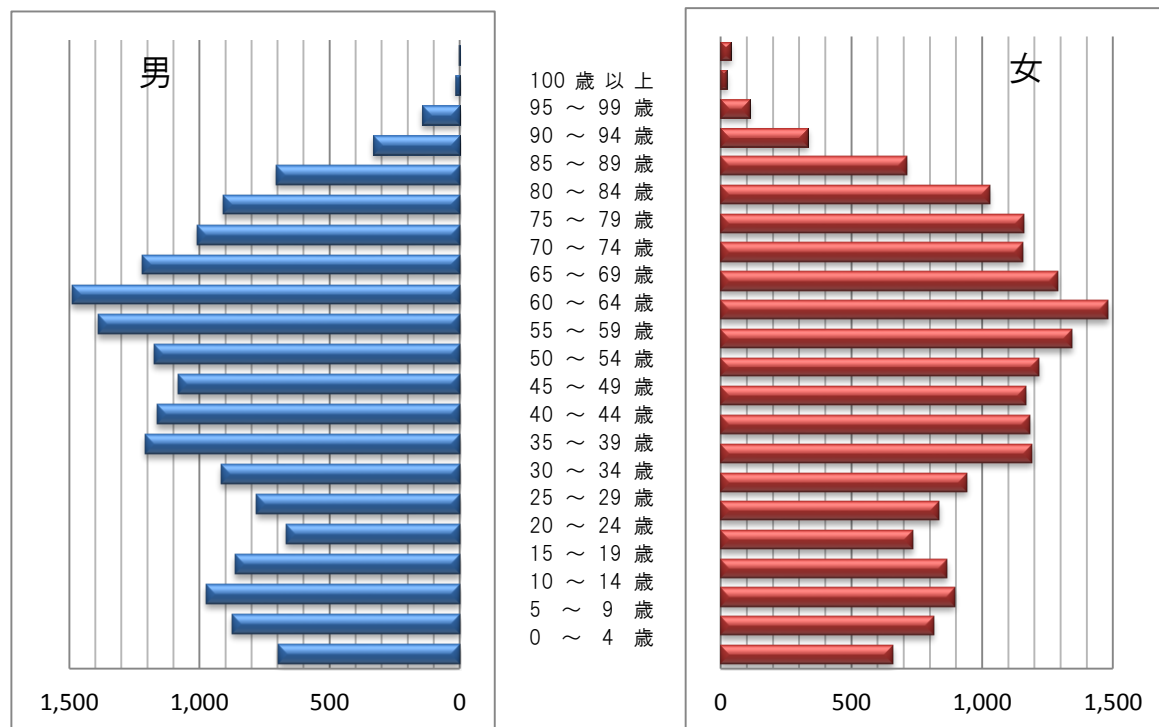 男
女
100 歳 以 上
95 ～ 99 歳
90 ～ 94 歳
85 ～ 89 歳
80 ～ 84 歳
75 ～ 79 歳
70 ～ 74 歳
65 ～ 69 歳
60 ～ 64 歳
55 ～ 59 歳
50 ～ 54 歳
45 ～ 49 歳
40 ～ 44 歳
35 ～ 39 歳
30 ～ 34 歳
25 ～ 29 歳
20 ～ 24 歳
15 ～ 19 歳
10 ～ 14 歳
5 ～ 9 歳
0 ～ 4 歳
1,500 1,000 500 0
0 500 1,000 1,500